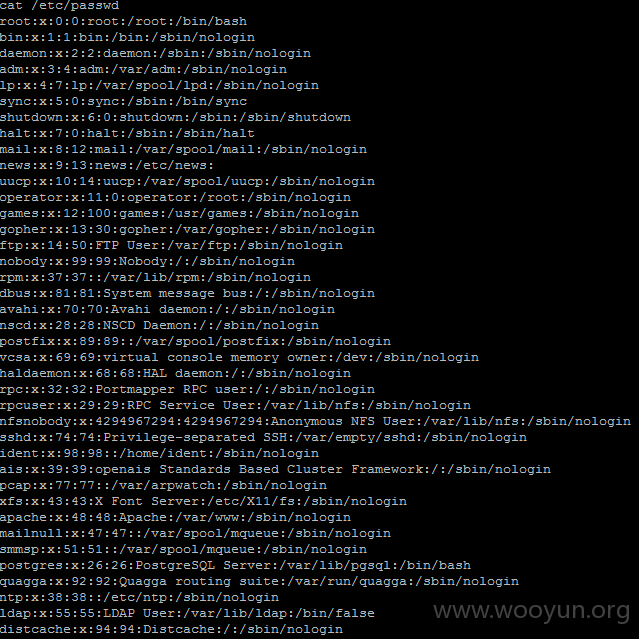 cat /etc/passwd
root:x:0:0:root:/root:/bin/bash
bin:x:1:1:bin:/bin:/sbin/nologin
daemon:x:2:2:daemon:/sbin:/sbin/nologin
adm:x:3:4:adm:/var/adm:/sbin/nologin
lp:x:4:7:lp:/var/spool/lpd:/sbin/nologin
sync:x:5:0:sync:/sbin:/bin/sync
shutdown:x:6:0:shutdown:/sbin:/sbin/shutdown
halt:x:7:0:halt:/sbin:/sbin/halt
mail:x:8:12:mail:/var/spool/mail:/sbin/nologin
news:x:9:13:news:/etc/news:
uucp:x:10:14:uucp:/var/spool/uucp:/sbin/nologin
operator:x:11:0:operator:/root:/sbin/nologin
games:x:12:100:games:/usr/games:/sbin/nologin
gopher:x:13:30:gopher:/var/gopher:/sbin/nologin
ftp:x:14:50:FTP User:/var/ftp:/sbin/nologin
nobody:x:99:99:Nobody:/:/sbin/nologin
rpm:x:37:37::/var/lib/rpm:/sbin/nologin
dbus:x:81:81:System message bus:/:/sbin/nologin
avahi:x:70:70:Avahi daemon:/:/sbin/nologin
nscd:x:28:28:NSCD Daemon:/:/sbin/nologin
postfix:x:89:89::/var/spool/postfix:/sbin/nologin
vcsa:x:69:69:virtual console memory owner:/dev:/sbin/nologin
haldaemon:x:68:68:HAL daemon:/:/sbin/nologin
rpc:x:32:32:Portmapper RPC user:/:/sbin/nologin
rpcuser:x:29:29:RPC Service User:/var/lib/nfs:/sbin/nologin
nfsnobody:x:4294967294:4294967294:Anonymous NFS User:/var/lib/nfs:/sbin/nologin
sshd:x:74:74:Privilege-separated SSH:/var/empty/sshd:/sbin/nologin
ident:x:98:98::/home/ident:/sbin/nologin
ais:x:39:39:openais Standards Based Cluster Framework:/:/sbin/nologin
pcap:x:77:77::/var/arpwatch:/sbin/nologin
xfs:x:43:43:X Font Server:/etc/X11/fs:/sbin/nologin
apache:x:48:48:Apache:/var/www:/sbin/nologin
mailnull:x:47:47::/var/spool/mqueue:/sbin/nologin
smmsp:x:51:51::/var/spool/mqueue:/sbin/nologin
postgres:x:26:26:PostgreSQL Server:/var/lib/pgsql:/bin/bash
quagga:x:92:92:Quagga routing suite:/var/run/quagga:/sbin/nologin
ntp:x:38:38::/etc/ntp:/sbin/nologin
ldap:x:55:55:LDAP User:/var/lib/ldap:/bin/false
distcache:x:94:94:Distcache:/:/sbin/nologin
www.wooyun.org